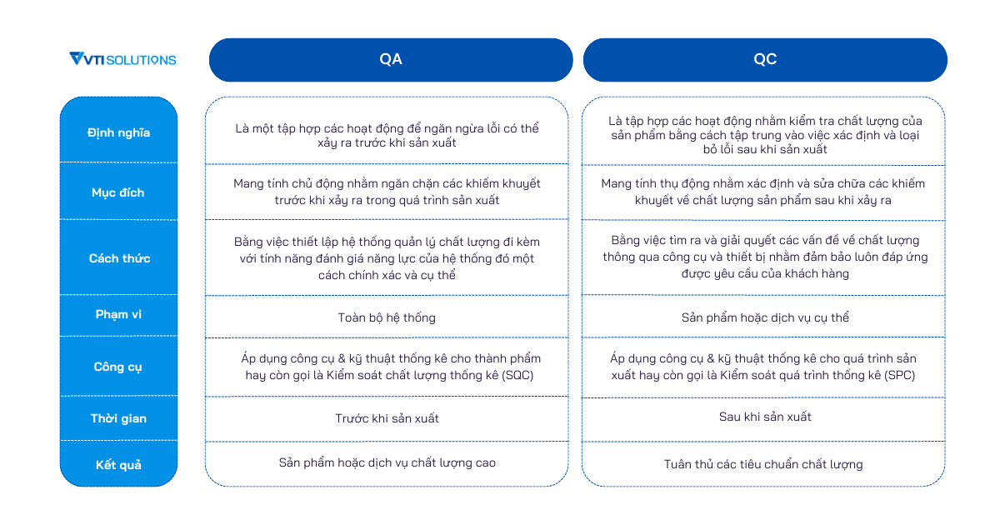 VTI SOLUTIONS
QA
QC
Định nghĩa
Là một tập hợp các hoạt động để ngăn ngừa lỗi có thể
xảy ra trước khi sản xuất
Là tập hợp các hoạt động nhằm kiểm tra chất lượng của
sản phẩm bằng cách tập trung vào việc xác định và loại
bỏ lỗi sau khi sản xuất
Mục đích
Mang tính chủ động nhằm ngăn chặn các khiếm khuyết
trước khi xảy ra trong quá trình sản xuất
Mang tính thụ động nhằm xác định và sửa chữa các khiếm
khuyết về chất lượng sản phẩm sau khi xảy ra
Cách thức
Bằng việc thiết lập hệ thống quản lý chất lượng đi kèm
với tính năng đánh giá năng lực của hệ thống đó một
cách chính xác và cụ thể
Bằng việc tìm ra và giải quyết các vấn đề về chất lượng
thông qua công cụ và thiết bị nhằm đảm bảo luôn đáp ứng
được yêu cầu của khách hàng
Phạm vi
Toàn bộ hệ thống
Sản phẩm hoặc dịch vụ cụ thể
Công cụ
Áp dụng công cụ & kỹ thuật thống kê cho thành phẩm
hay còn gọi là Kiểm soát chất lượng thống kê (SQC)
Áp dụng công cụ & kỹ thuật thống kê cho quá trình sản
xuất hay còn gọi là Kiểm soát quá trình thống kê (SPC)
Thời gian
Trước khi sản xuất
Sau khi sản xuất
Kết quả
Sản phẩm hoặc dịch vụ chất lượng cao
Tuân thủ các tiêu chuẩn chất lượng